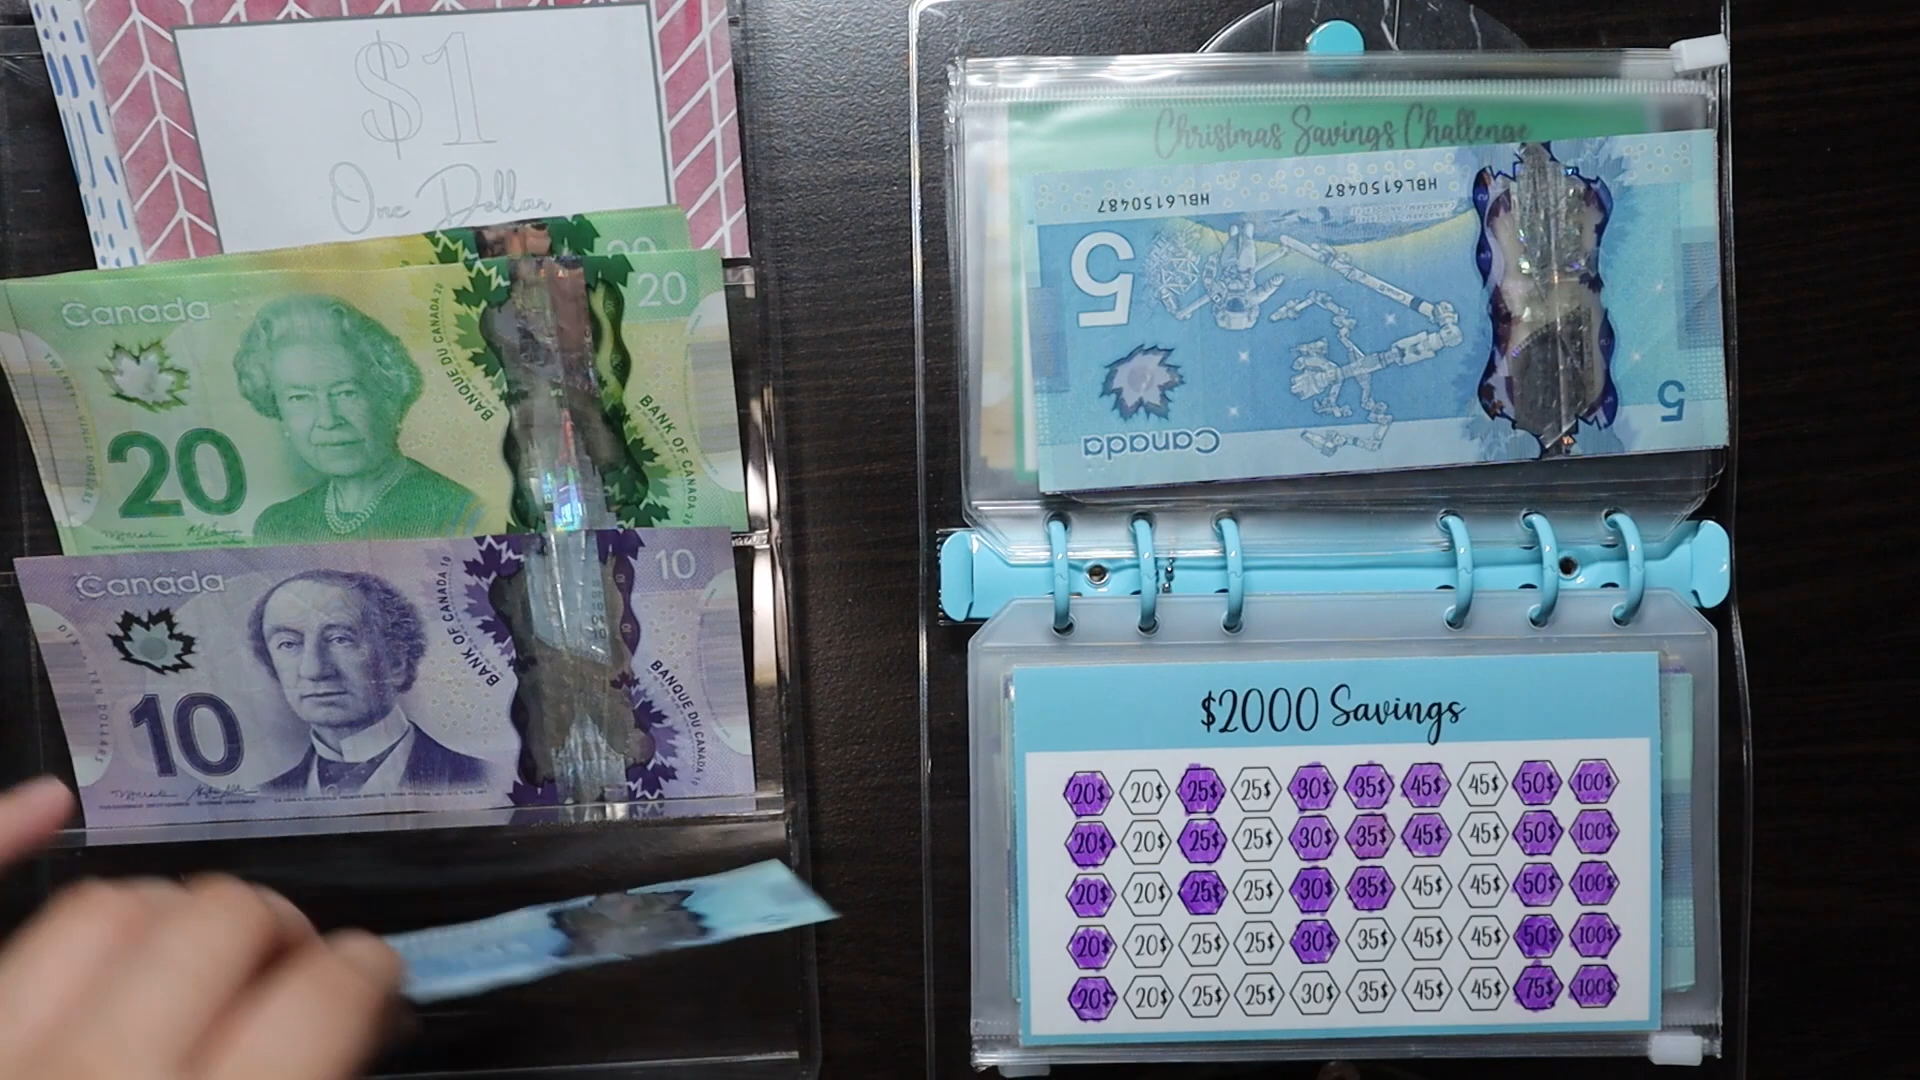 $1
One Dollar
20
Canada
20
BANQUE DU CANADA
BANK OF CANADA
20
Canada
10
BANK OF CANADA
BANQUE DU CANADA
10
Christmas Savings Challenge
HBL6150487
HBL6150487
5
Canada
5
$2000 Savings
20$ 20$ 25$ 25$ 30$ 35$ 45$ 45$ 50$ 100$
20$ 20$ 25$ 25$ 30$ 35$ 45$ 45$ 50$ 100$
20$ 20$ 25$ 25$ 30$ 35$ 45$ 45$ 50$ 100$
20$ 20$ 25$ 25$ 30$ 35$ 45$ 45$ 50$ 100$
20$ 20$ 25$ 25$ 30$ 35$ 45$ 45$ 75$ 100$